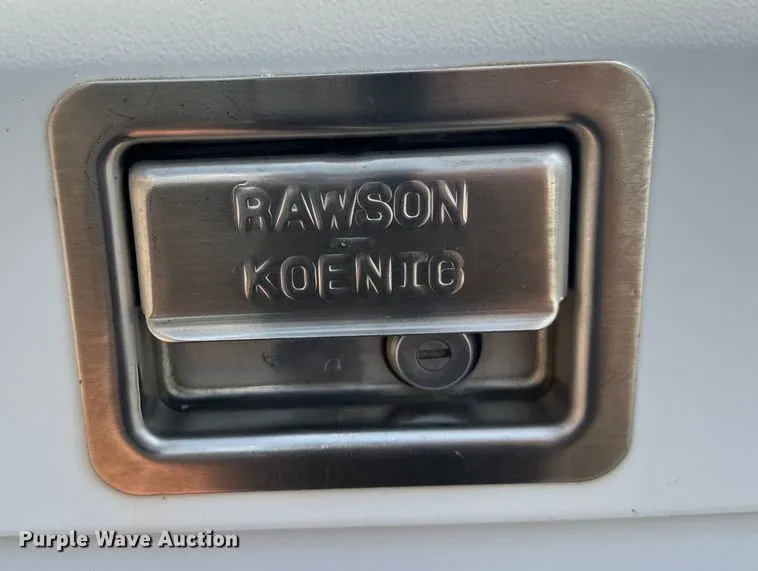 RAWSON
KOENIG
Purple Wave Auction